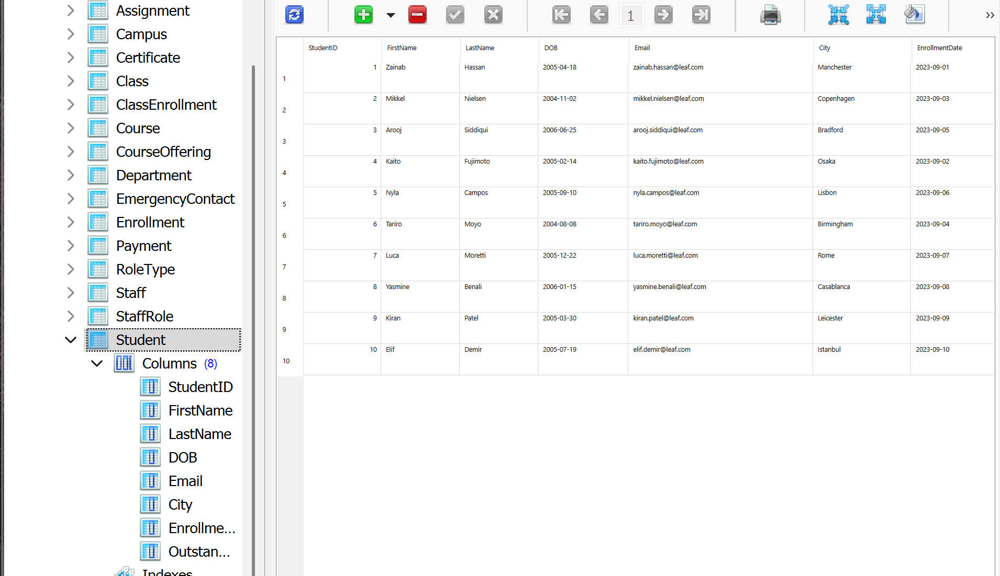 Assignment
Campus
Certificate
Class
ClassEnrollment
Course
CourseOffering
Department
EmergencyContact
Enrollment
Payment
RoleType
Staff
StaffRole
Student
Columns (8)
StudentID
FirstName
LastName
DOB
Email
City
Enrollme...
Outstan...
Indexes
1
»
StudentID FirstName LastName DOB Email City EnrollmentDate
1 1 Zainab Hassan 2005-04-18 zainab.hassan@leaf.com Manchester 2023-09-01
2 2 Mikkel Nielsen 2004-11-02 mikkel.nielsen@leaf.com Copenhagen 2023-09-03
3 3 Arooj Siddiqui 2006-06-25 arooj.siddiqui@leaf.com Bradford 2023-09-05
4 4 Kaito Fujimoto 2005-02-14 kaito.fujimoto@leaf.com Osaka 2023-09-02
5 5 Nyla Campos 2005-09-10 nyla.campos@leaf.com Lisbon 2023-09-06
6 6 Tariro Moyo 2004-08-08 tariro.moyo@leaf.com Birmingham 2023-09-04
7 7 Luca Moretti 2005-12-22 luca.moretti@leaf.com Rome 2023-09-07
8 8 Yasmine Benali 2006-01-15 yasmine.benali@leaf.com Casablanca 2023-09-08
9 9 Kiran Patel 2005-03-30 kiran.patel@leaf.com Leicester 2023-09-09
10 10 Elif Demir 2005-07-19 elif.demir@leaf.com Istanbul 2023-09-10